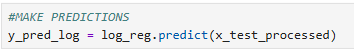 #MAKE PREDICTIONS
y_pred_log = log_reg.predict(x_test_processed)